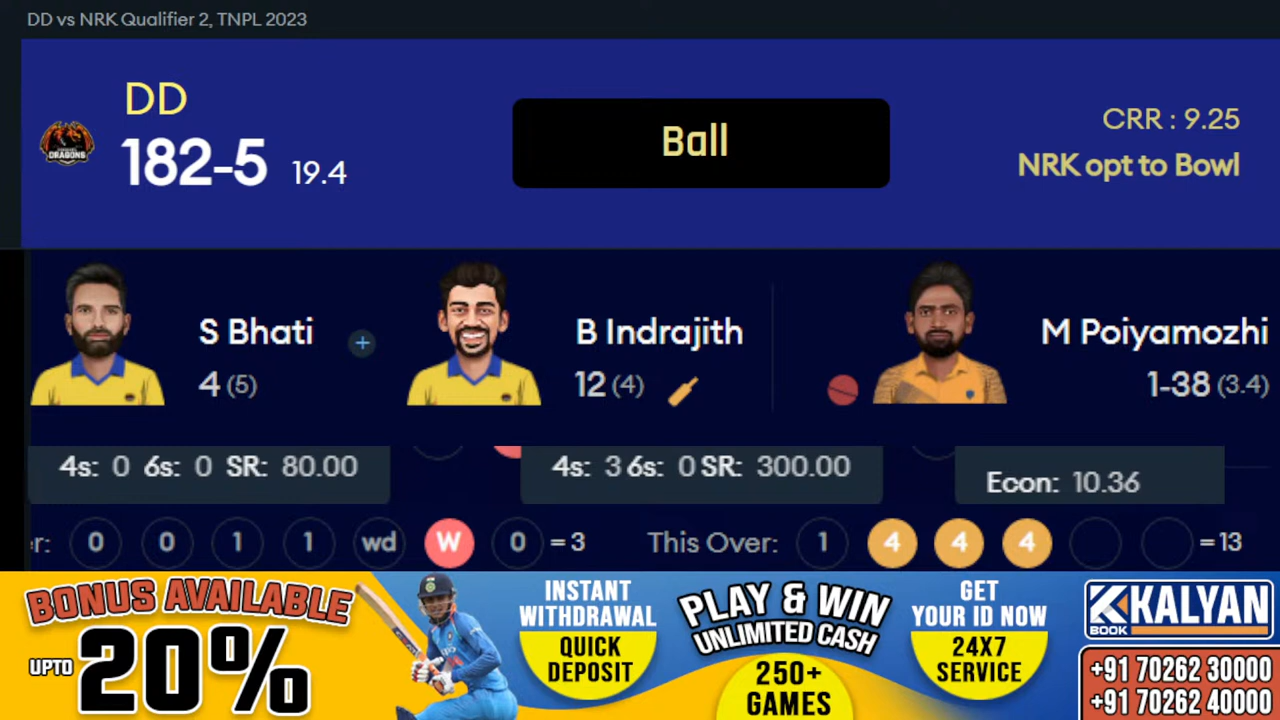 DD vs NRK Qualifier 2, TNPL 2023
DD
182-5 19.4
DRAGONS
Ball
CRR : 9.25
NRK opt to Bowl
S Bhati
4 (5)
+
B Indrajith
12 (4)
M Poiyamozhi
1-38 (3.4)
4s: 0 6s: 0 SR: 80.00
4s: 3 6s: 0 SR: 300.00
Econ: 10.36
er: 0 0 1 1 wd W 0 = 3
This Over: 1 4 4 4 = 13
BONUS AVAILABLE
UPTO 20%
INSTANT
WITHDRAWAL
QUICK
DEPOSIT
PLAY & WIN
UNLIMITED CASH
250+
GAMES
GET
YOUR ID NOW
24X7
SERVICE
KALYAN
BOOK
+91 70262 30000
+91 70262 40000